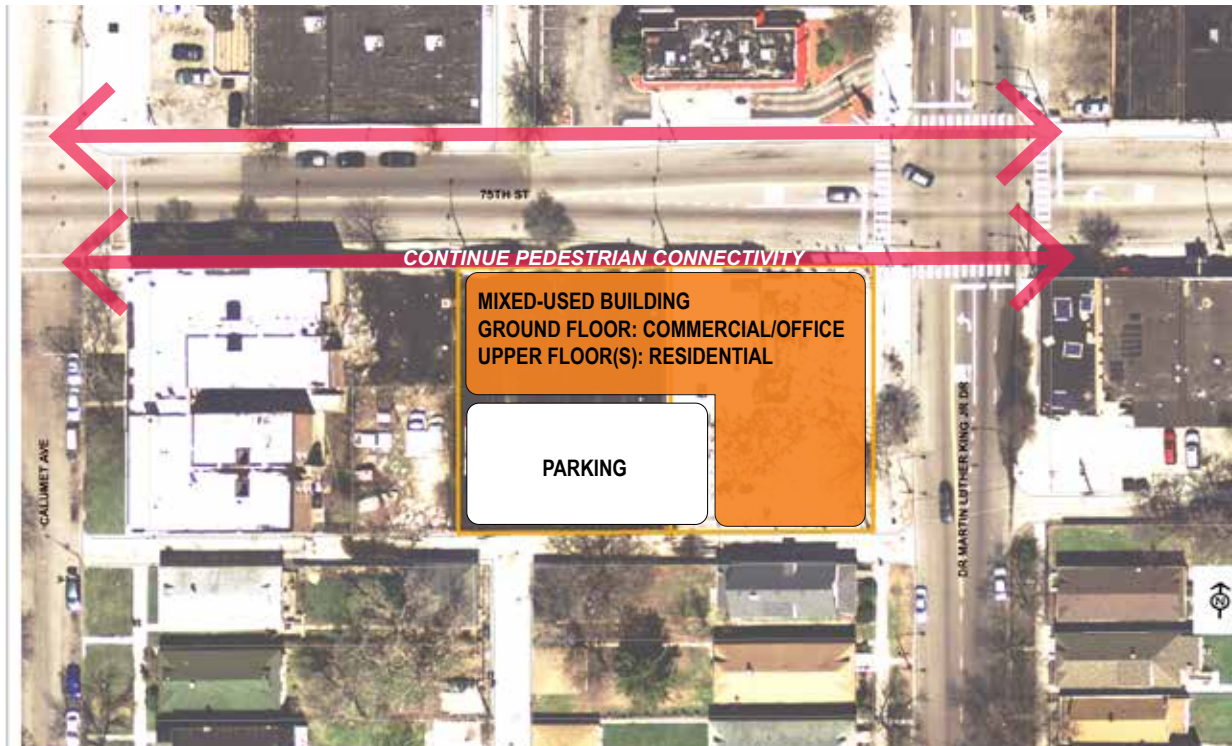 75TH ST
CONTINUE PEDESTRIAN CONNECTIVITY
MIXED-USED BUILDING
GROUND FLOOR: COMMERCIAL/OFFICE
UPPER FLOOR(S): RESIDENTIAL
PARKING
CALUMET AVE
DR MARTIN LUTHER KING JR DR
N